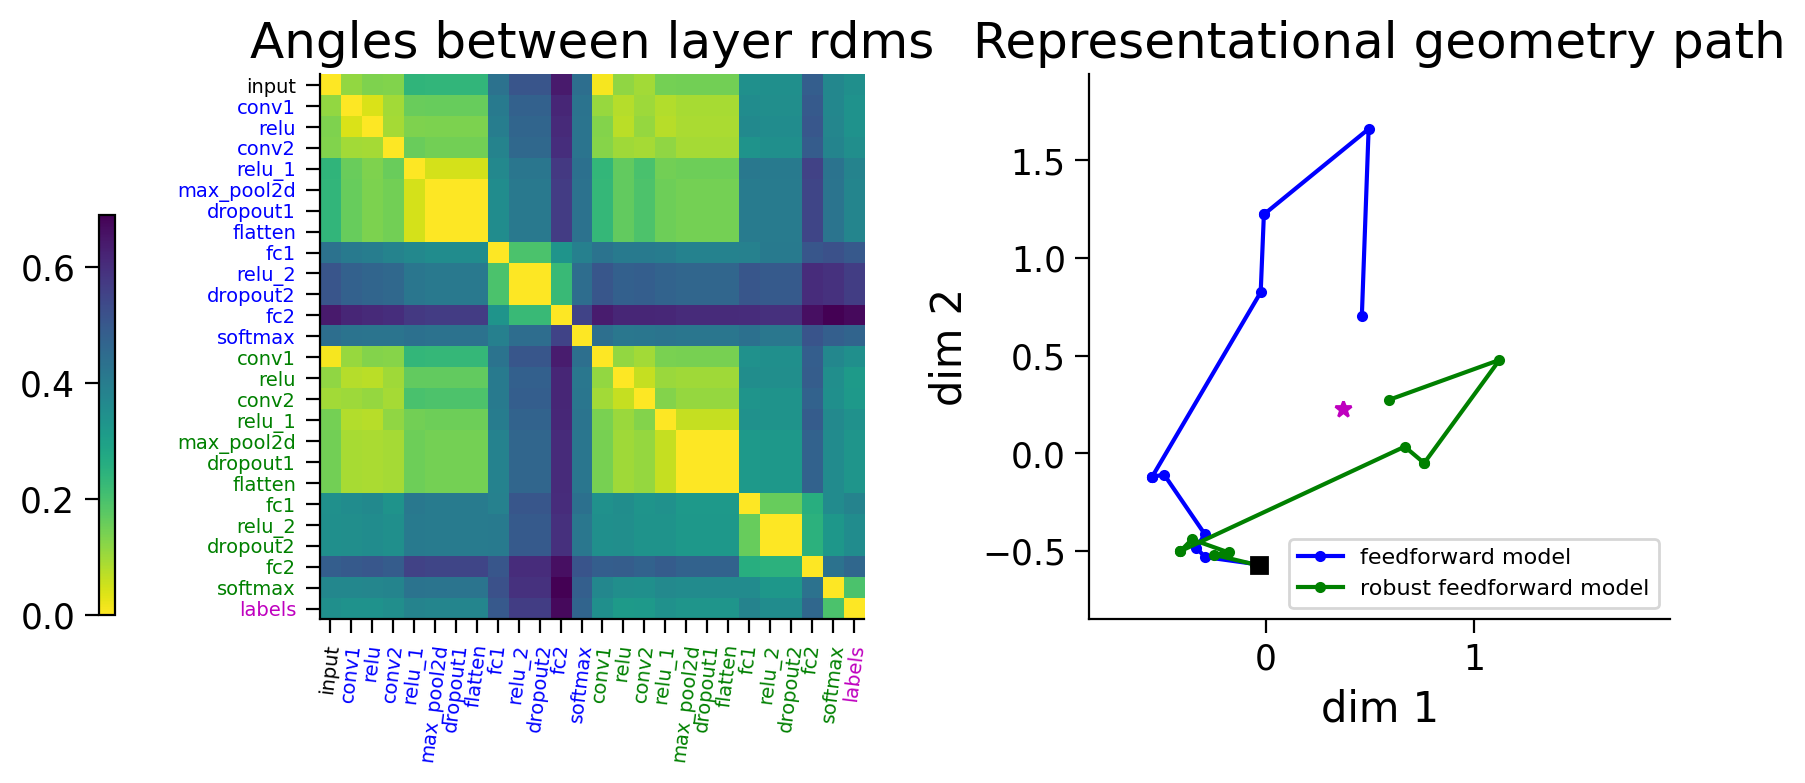 Angles between layer rdms
Representational geometry path
input
conv1
relu
conv2
relu_1
max_pool2d
dropout1
flatten
fc1
relu_2
dropout2
fc2
softmax
conv1
relu
conv2
relu_1
max_pool2d
dropout1
flatten
fc1
relu_2
dropout2
fc2
softmax
labels
0.6
0.4
0.2
0.0
input
conv1
relu
conv2
relu_1
max_pool2d
dropout1
flatten
fc1
relu_2
dropout2
fc2
softmax
conv1
relu
conv2
relu_1
max_pool2d
dropout1
flatten
fc1
relu_2
dropout2
fc2
softmax
labels
dim 2
1.5
1.0
0.5
0.0
−0.5
feedforward model
robust feedforward model
0
1
dim 1